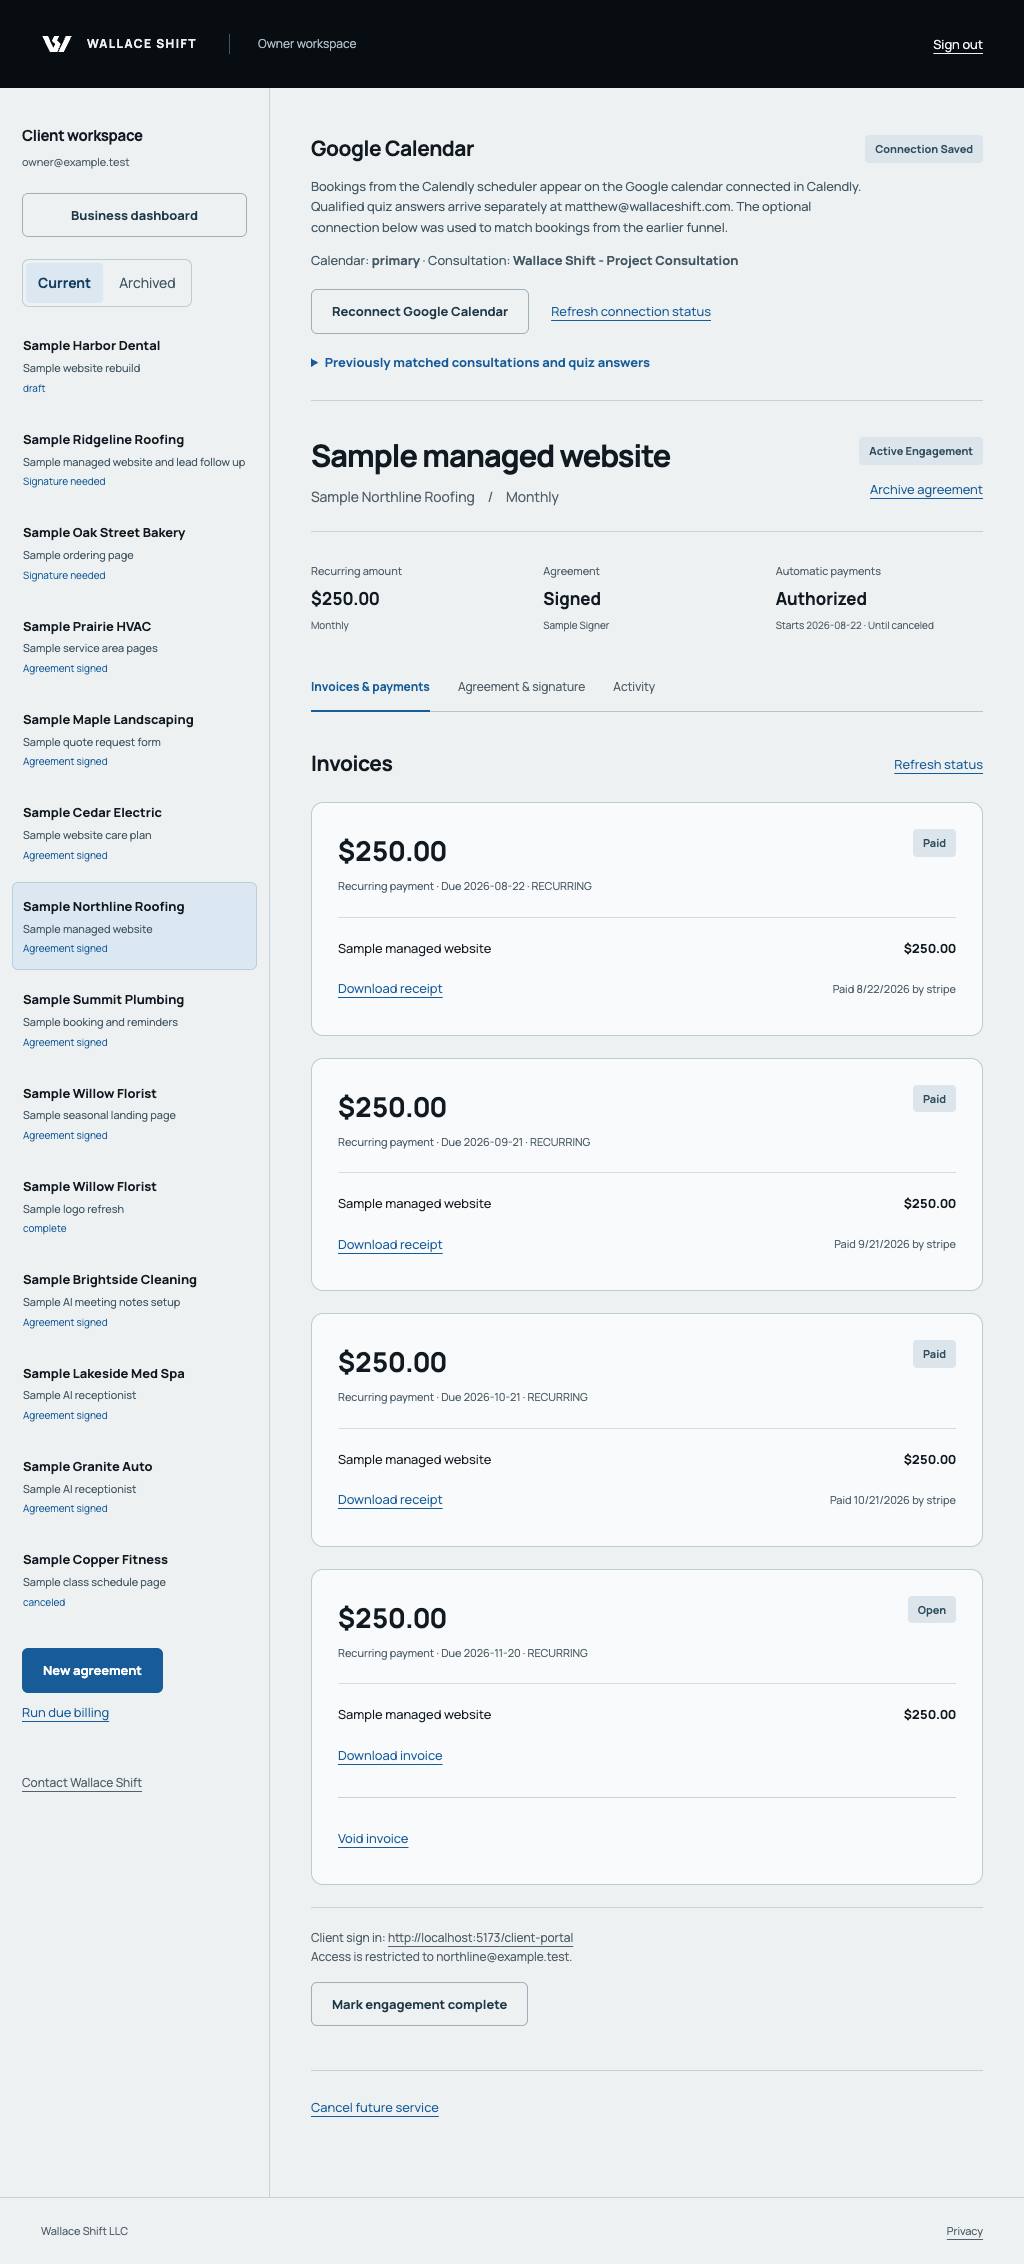 WALLACE SHIFT
Owner workspace
Sign out
Client workspace
owner@example.test
Business dashboard
Current
Archived
Sample Harbor Dental
Sample website rebuild
draft
Sample Ridgeline Roofing
Sample managed website and lead follow up
Signature needed
Sample Oak Street Bakery
Sample ordering page
Signature needed
Sample Prairie HVAC
Sample service area pages
Agreement signed
Sample Maple Landscaping
Sample quote request form
Agreement signed
Sample Cedar Electric
Sample website care plan
Agreement signed
Sample Northline Roofing
Sample managed website
Agreement signed
Sample Summit Plumbing
Sample booking and reminders
Agreement signed
Sample Willow Florist
Sample seasonal landing page
Agreement signed
Sample Willow Florist
Sample logo refresh
complete
Sample Brightside Cleaning
Sample AI meeting notes setup
Agreement signed
Sample Lakeside Med Spa
Sample AI receptionist
Agreement signed
Sample Granite Auto
Sample AI receptionist
Agreement signed
Sample Copper Fitness
Sample class schedule page
canceled
New agreement
Run due billing
Contact Wallace Shift
Google Calendar
Connection Saved
Bookings from the Calendly scheduler appear on the Google calendar connected in Calendly.
Qualified quiz answers arrive separately at matthew@wallaceshift.com. The optional
connection below was used to match bookings from the earlier funnel.
Calendar: primary · Consultation: Wallace Shift - Project Consultation
Reconnect Google Calendar
Refresh connection status
Previously matched consultations and quiz answers
Sample managed website
Active Engagement
Sample Northline Roofing / Monthly
Archive agreement
Recurring amount
$250.00
Monthly
Agreement
Signed
Sample Signer
Automatic payments
Authorized
Starts 2026-08-22 · Until canceled
Invoices & payments
Agreement & signature
Activity
Invoices
Refresh status
$250.00
Paid
Recurring payment · Due 2026-08-22 · RECURRING
Sample managed website
$250.00
Download receipt
Paid 8/22/2026 by stripe
$250.00
Paid
Recurring payment · Due 2026-09-21 · RECURRING
Sample managed website
$250.00
Download receipt
Paid 9/21/2026 by stripe
$250.00
Paid
Recurring payment · Due 2026-10-21 · RECURRING
Sample managed website
$250.00
Download receipt
Paid 10/21/2026 by stripe
$250.00
Open
Recurring payment · Due 2026-11-20 · RECURRING
Sample managed website
$250.00
Download invoice
Void invoice
Client sign in: http://localhost:5173/client-portal
Access is restricted to northline@example.test.
Mark engagement complete
Cancel future service
Wallace Shift LLC
Privacy